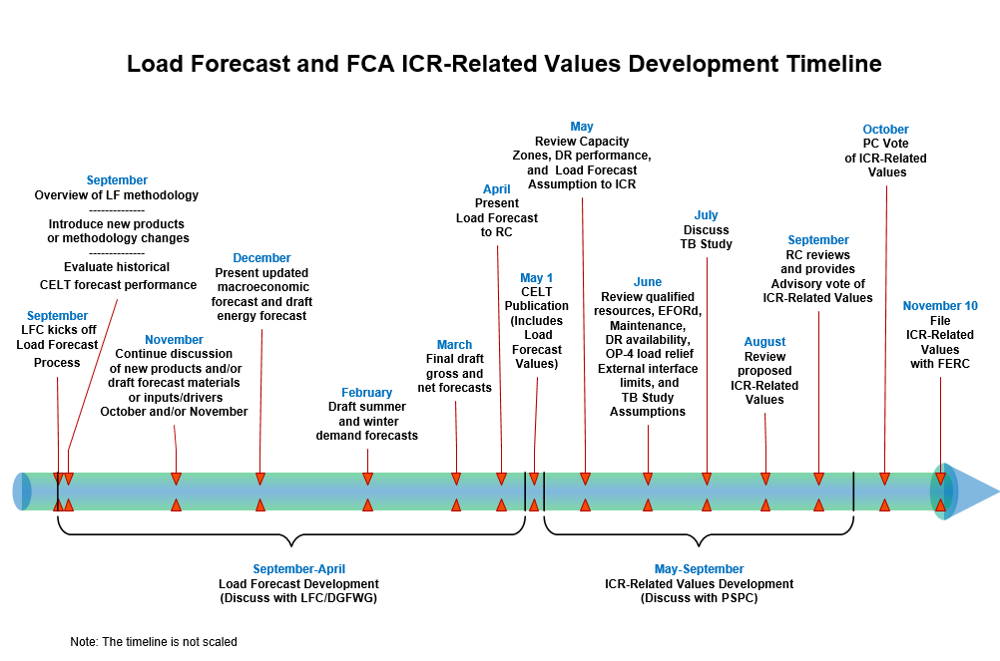 Load Forecast and FCA ICR-Related Values Development Timeline
September
LFC kicks off
Load Forecast
Process
September
Overview of LF methodology
--------------
Introduce new products
or methodology changes
--------------
Evaluate historical
CELT forecast performance
November
Continue discussion
of new products and/or
draft forecast materials
or inputs/drivers
October and/or November
December
Present updated
macroeconomic
forecast and draft
energy forecast
February
Draft summer
and winter
demand forecasts
March
Final draft
gross and
net forecasts
April
Present
Load Forecast
to RC
May 1
CELT
Publication
(Includes
Load
Forecast
Values)
May
Review Capacity
Zones, DR performance,
and  Load Forecast
Assumption to ICR
June
Review qualified
resources, EFORd,
Maintenance,
DR availability,
OP-4 load relief
External interface
limits, and
TB Study
Assumptions
July
Discuss
TB Study
August
Review
proposed
ICR-Related
Values
September
RC reviews
and provides
Advisory vote of
ICR-Related Values
October
PC Vote
of ICR-Related
Values
November 10
File
ICR-Related
Values
with FERC
September-April
Load Forecast Development
(Discuss with LFC/DGFWG)
May-September
ICR-Related Values Development
(Discuss with PSPC)
Note: The timeline is not scaled